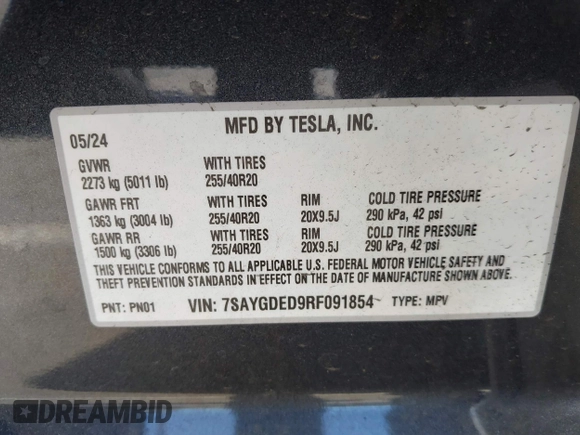 MFD BY TESLA, INC.
05/24
GVWR WITH TIRES
2273 kg (5011 lb) 255/40R20
GAWR FRT WITH TIRES RIM COLD TIRE PRESSURE
1363 kg (3004 lb) 255/40R20 20X9.5J 290 kPa, 42 psi
GAWR RR WITH TIRES RIM COLD TIRE PRESSURE
1500 kg (3306 lb) 255/40R20 20X9.5J 290 kPa, 42 psi
THIS VEHICLE CONFORMS TO ALL APPLICABLE U.S. FEDERAL MOTOR VEHICLE SAFETY AND
THEFT PREVENTION STANDARDS IN EFFECT ON THE DATE OF MANUFACTURE SHOWN ABOVE.
PNT: PN01 VIN: 7SAYGDED9RF091854 TYPE: MPV
DREAMBID